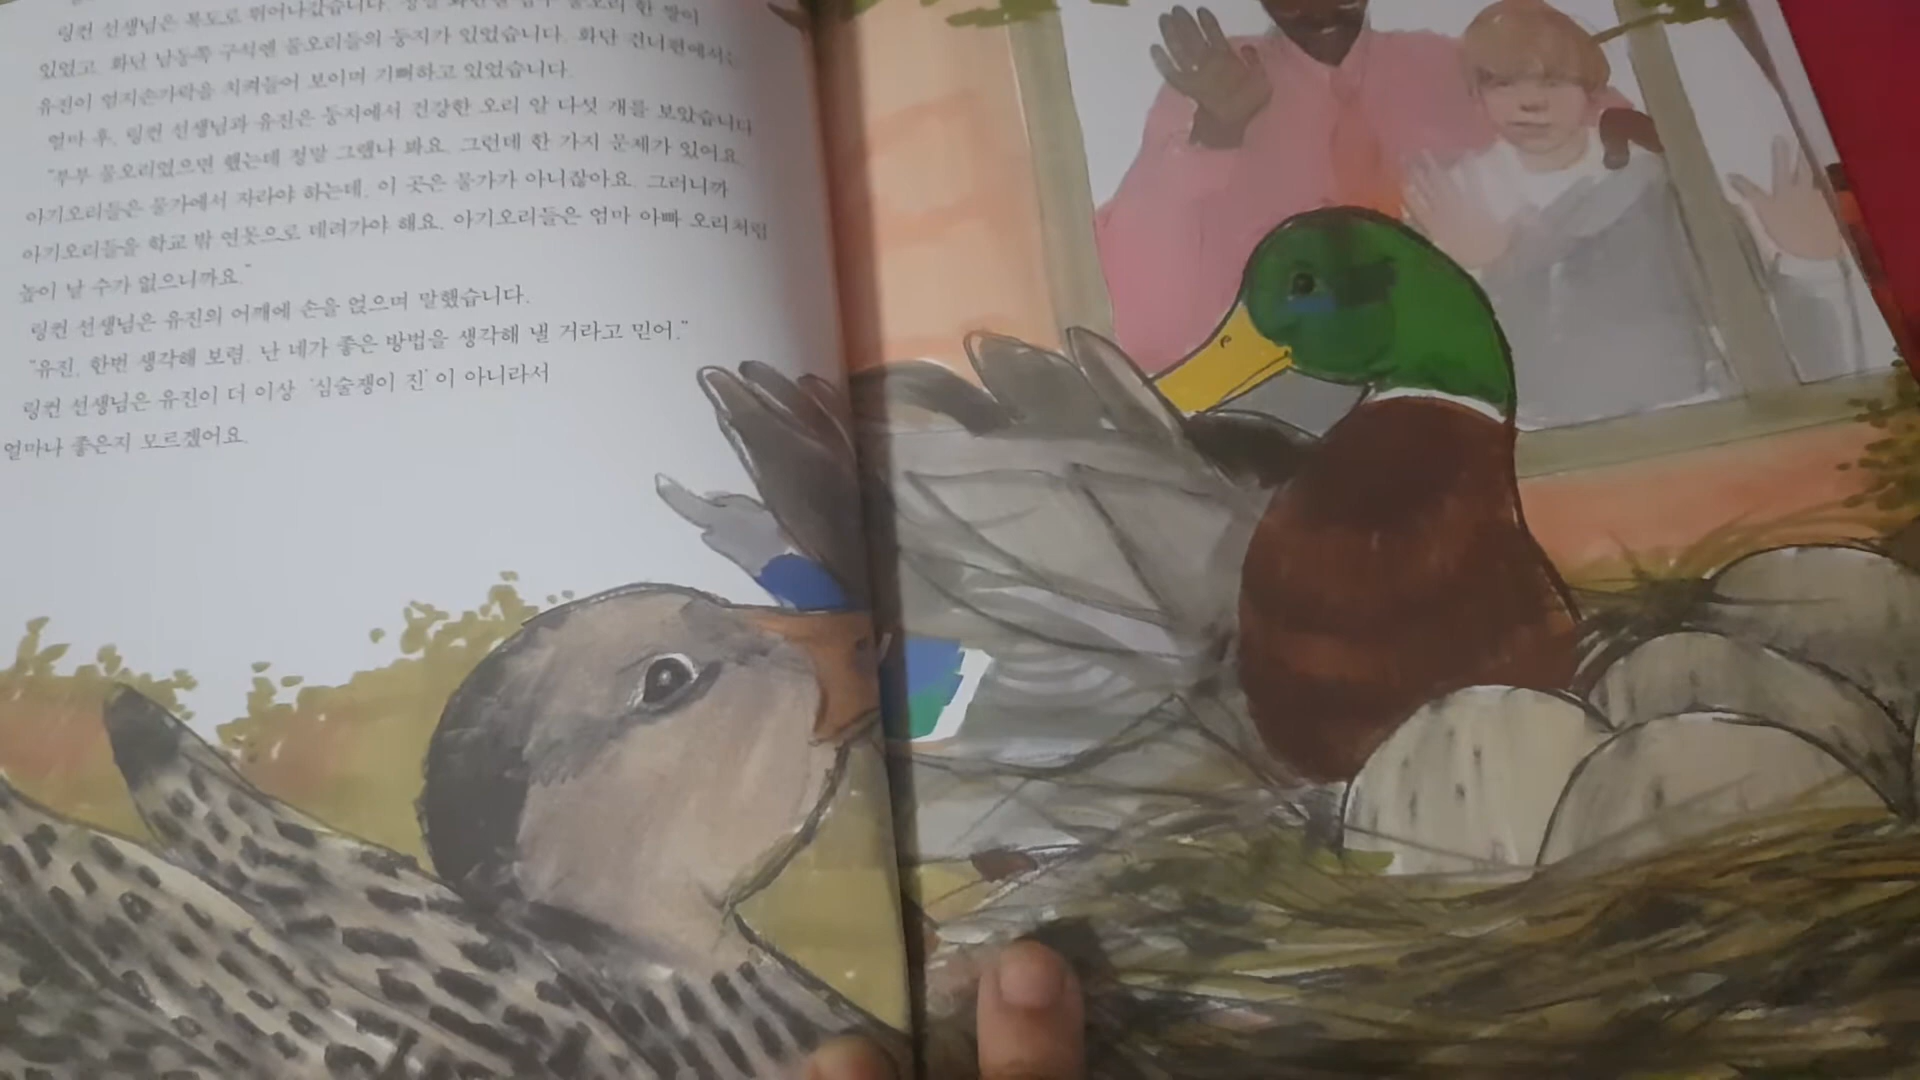 링컨 선생님은 복도로 뛰어나갔습니다. 정말 화단엔 암수 물오리 한 쌍이
있었고, 화단 남동쪽 구석엔 물오리들의 둥지가 있었습니다. 화단 건너편에서는
유진이 엄지손가락을 치켜들어 보이며 기뻐하고 있었습니다.
얼마 후, 링컨 선생님과 유진은 둥지에서 건강한 오리 알 다섯 개를 보았습니다.
"부부 물오리였으면 했는데 정말 그랬나 봐요. 그런데 한 가지 문제가 있어요.
아기오리들은 물가에서 자라야 하는데, 이 곳은 물가가 아니잖아요. 그러니까
아기오리들을 학교 밖 연못으로 데려가야 해요. 아기오리들은 엄마 아빠 오리처럼
높이 날 수가 없으니까요."
링컨 선생님은 유진의 어깨에 손을 얹으며 말했습니다.
"유진, 한번 생각해 보렴. 난 네가 좋은 방법을 생각해 낼 거라고 믿어."
링컨 선생님은 유진이 더 이상 '심술쟁이 진'이 아니라서
얼마나 좋은지 모르겠어요.